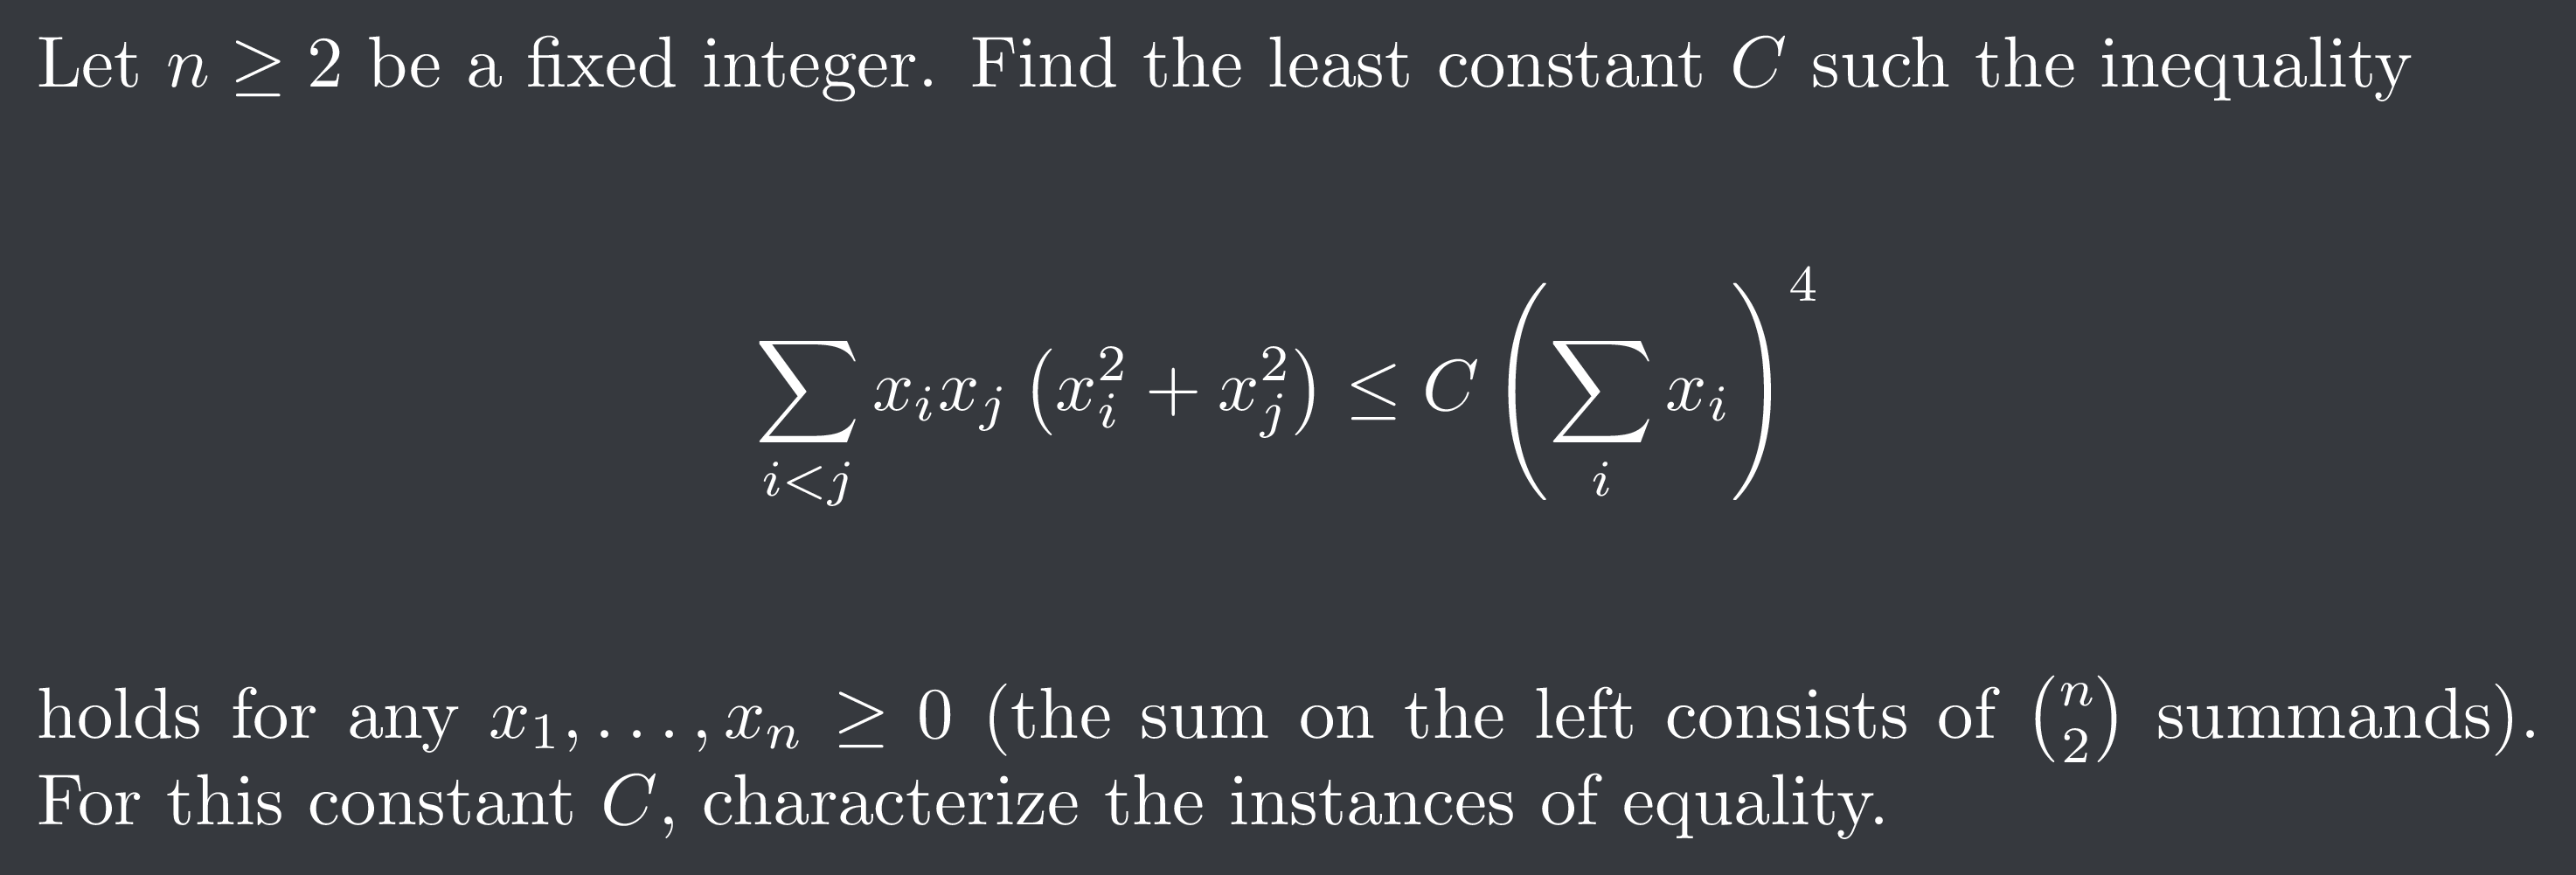 Let $n \geq 2$ be a fixed integer. Find the least constant $C$ such the inequality
$$\sum_{i<j} x_i x_j \left(x_i^2 + x_j^2\right) \leq C \left(\sum_i x_i\right)^4$$
holds for any $x_1, \ldots, x_n \geq 0$ (the sum on the left consists of $\binom{n}{2}$ summands).
For this constant $C$, characterize the instances of equality.